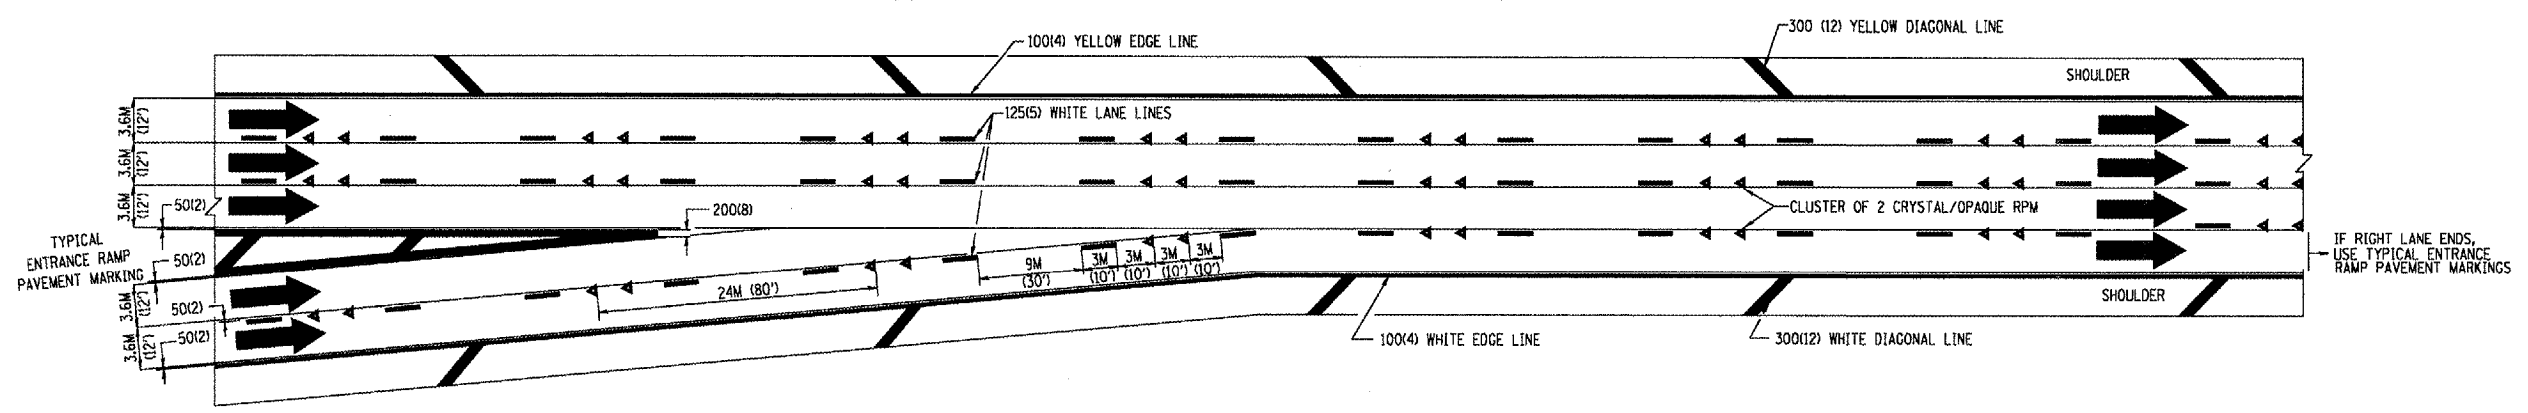 300 (12) YELLOW DIAGONAL LINE
100(4) YELLOW EDGE LINE
SHOULDER
3.6M
(12')
125(5) WHITE LANE LINES
3.6M
(12')
3.6M
(12')
50(2)
200(8)
CLUSTER OF 2 CRYSTAL/OPAQUE RPM
TYPICAL
ENTRANCE RAMP
PAVEMENT MARKING
50(2)
9M
(30')
3M
(10')
3M
(10')
3M
(10')
3M
(10')
IF RIGHT LANE ENDS,
USE TYPICAL ENTRANCE
RAMP PAVEMENT MARKINGS
24M (80')
SHOULDER
3.6M
(12')
50(2)
3.6M
(12')
50(2)
100(4) WHITE EDGE LINE
300(12) WHITE DIAGONAL LINE